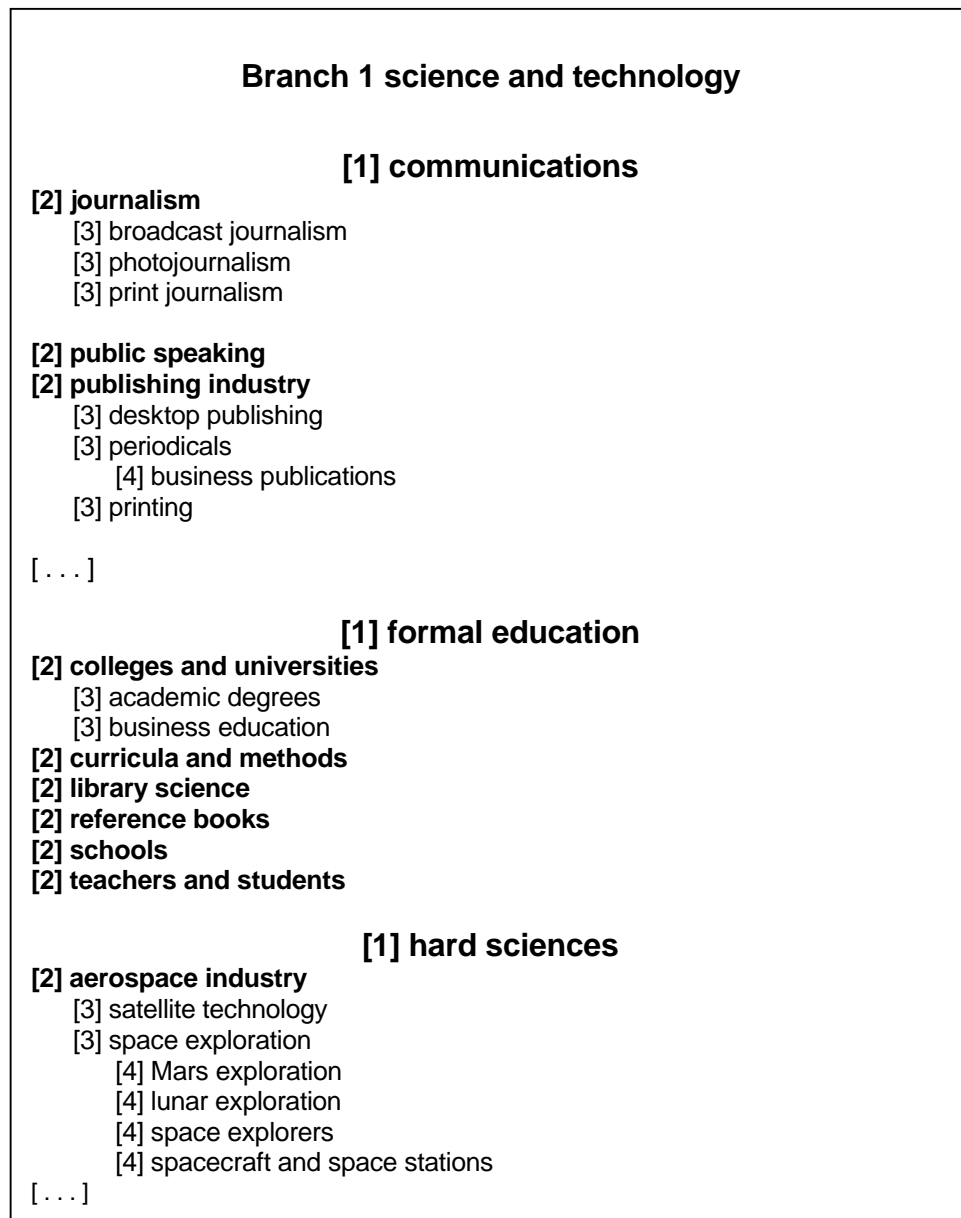 Branch 1 science and technology
[1] communications
[2] journalism
[3] broadcast journalism
[3] photojournalism
[3] print journalism
[2] public speaking
[2] publishing industry
[3] desktop publishing
[3] periodicals
[4] business publications
[3] printing
[ . . . ]
[1] formal education
[2] colleges and universities
[3] academic degrees
[3] business education
[2] curricula and methods
[2] library science
[2] reference books
[2] schools
[2] teachers and students
[1] hard sciences
[2] aerospace industry
[3] satellite technology
[3] space exploration
[4] Mars exploration
[4] lunar exploration
[4] space explorers
[4] spacecraft and space stations
[ . . . ]